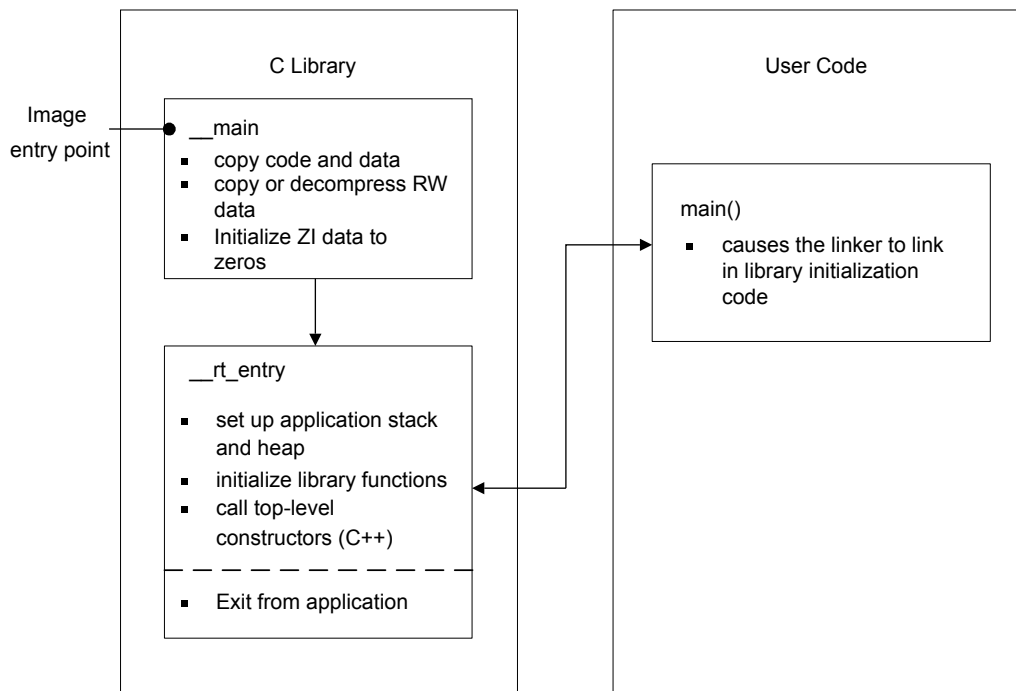 C Library
User Code
Image
entry point
__main
▪ copy code and data
▪ copy or decompress RW
data
▪ Initialize ZI data to
zeros
main()
▪ causes the linker to link
in library initialization
code
__rt_entry
▪ set up application stack
and heap
▪ initialize library functions
▪ call top-level
constructors (C++)
▪ Exit from application